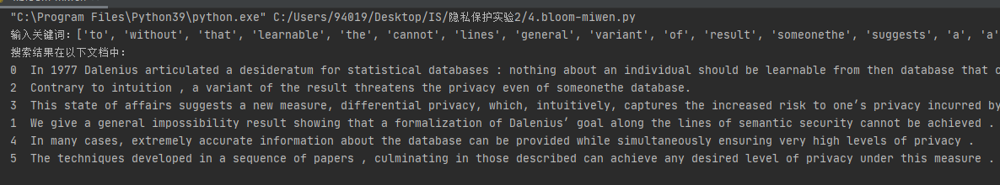 "C:\Program Files\Python39\python.exe" C:/Users/94019/Desktop/IS/隐私保护实验2/4.bloom-miwen.py
输入关键词: ['to', 'without', 'that', 'learnable', 'the', 'cannot', 'lines', 'general', 'variant', 'of', 'result', 'someonethe', 'suggests', 'a', 'a'
搜索结果在以下文档中:
0 In 1977 Dalenius articulated a desideratum for statistical databases : nothing about an individual should be learnable from then database that c
2 Contrary to intuition , a variant of the result threatens the privacy even of someonethe database.
3 This state of affairs suggests a new measure, differential privacy, which, intuitively, captures the increased risk to one’s privacy incurred by
1 We give a general impossibility result showing that a formalization of Dalenius’ goal along the lines of semantic security cannot be achieved .
4 In many cases, extremely accurate information about the database can be provided while simultaneously ensuring very high levels of privacy .
5 The techniques developed in a sequence of papers , culminating in those described can achieve any desired level of privacy under this measure .